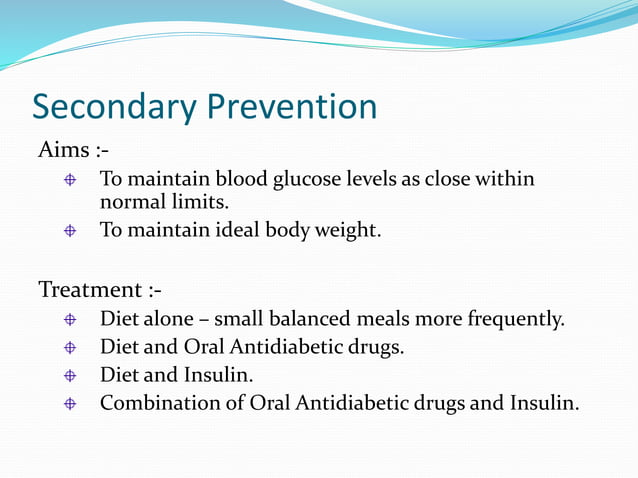 Secondary Prevention
Aims :-
To maintain blood glucose levels as close within
normal limits.
To maintain ideal body weight.
Treatment :-
Diet alone – small balanced meals more frequently.
Diet and Oral Antidiabetic drugs.
Diet and Insulin.
Combination of Oral Antidiabetic drugs and Insulin.